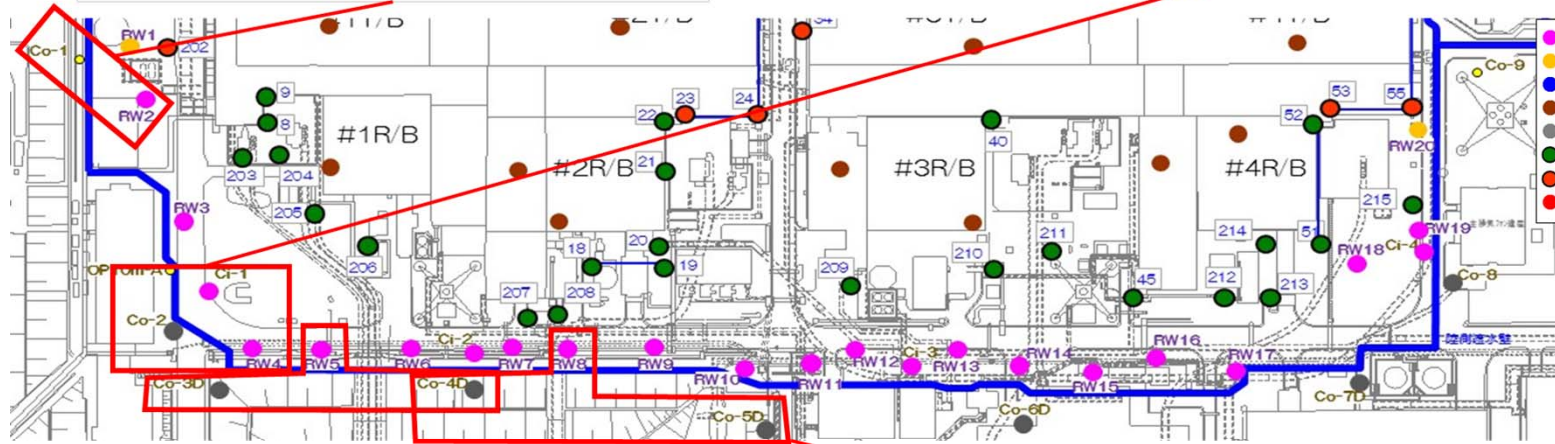 #1T/B
#2T/B
34
#3T/B
#4T/B
RW1
Co-1
202
Co-9
9
RW2
8
22
23
24
40
52
53
55
#1R/B
#2R/B
#3R/B
#4R/B
RW20
203
204
21
RW3
205
215
206
18
20
19
209
210
211
214
51
RW19
Ci-4
RW18
Ci-1
Co-8
45
212
213
207
208
Co-2
陸側遮水壁
RW4
RW5
RW6
Ci-2
RW7
RW8
RW9
RW10
RW11
RW12
Ci-3
RW13
RW14
RW15
RW16
RW17
Co-3D
Co-4D
Co-5D
Co-6D
Co-7D